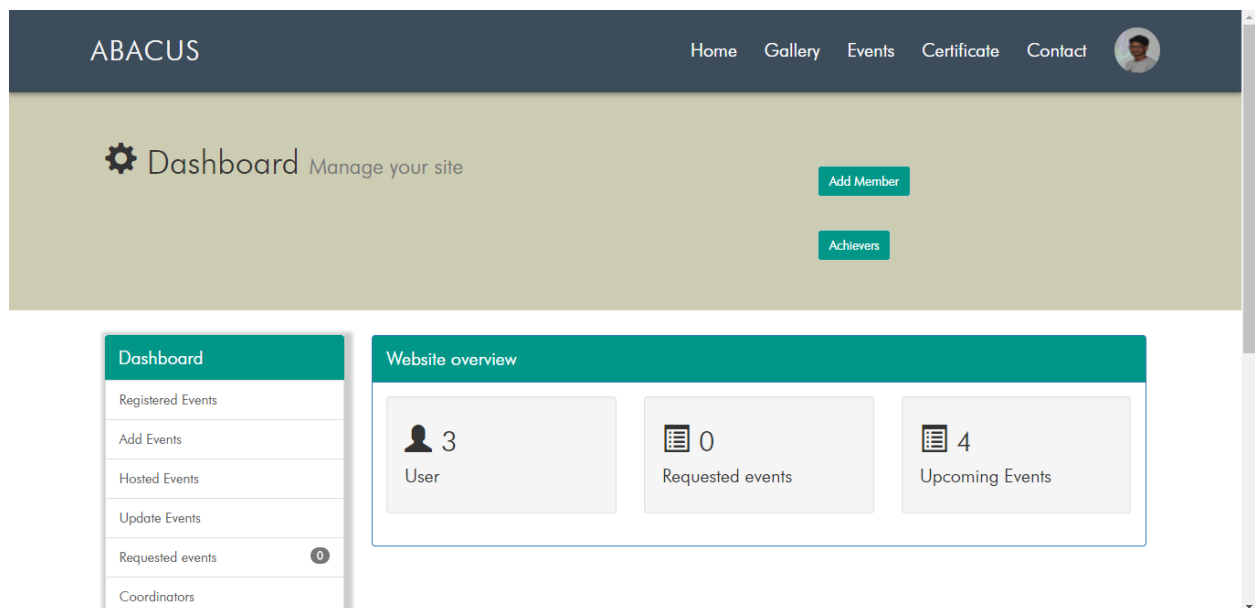 ABACUS
Home Gallery Events Certificate Contact
Dashboard Manage your site
Add Member
Achievers
Dashboard
Registered Events
Add Events
Hosted Events
Update Events
Requested events 0
Coordinators
Website overview
3
User
0
Requested events
4
Upcoming Events